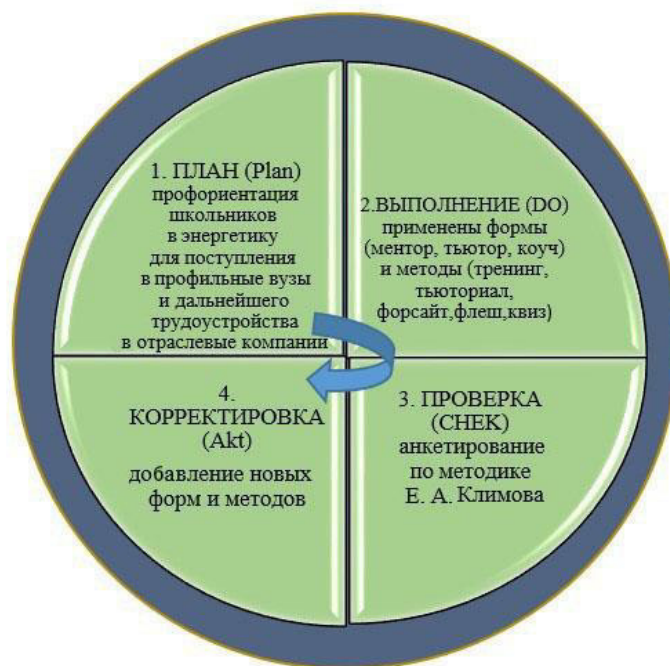 1. ПЛАН (Plan)
профориентация
школьников
в энергетику
для поступления
в профильные вузы
и дальнейшего
трудоустройства
в отраслевые компании
2.ВЫПОЛНЕНИЕ (DO)
применены формы
(ментор, тьютор, коуч)
и методы (тренинг,
тьюториал,
форсайт,флеш,квиз)
3. ПРОВЕРКА
(CHEK)
анкетирование
по методике
Е. А. Климова
4.
КОРРЕКТИРОВКА
(Akt)
добавление новых
форм и методов